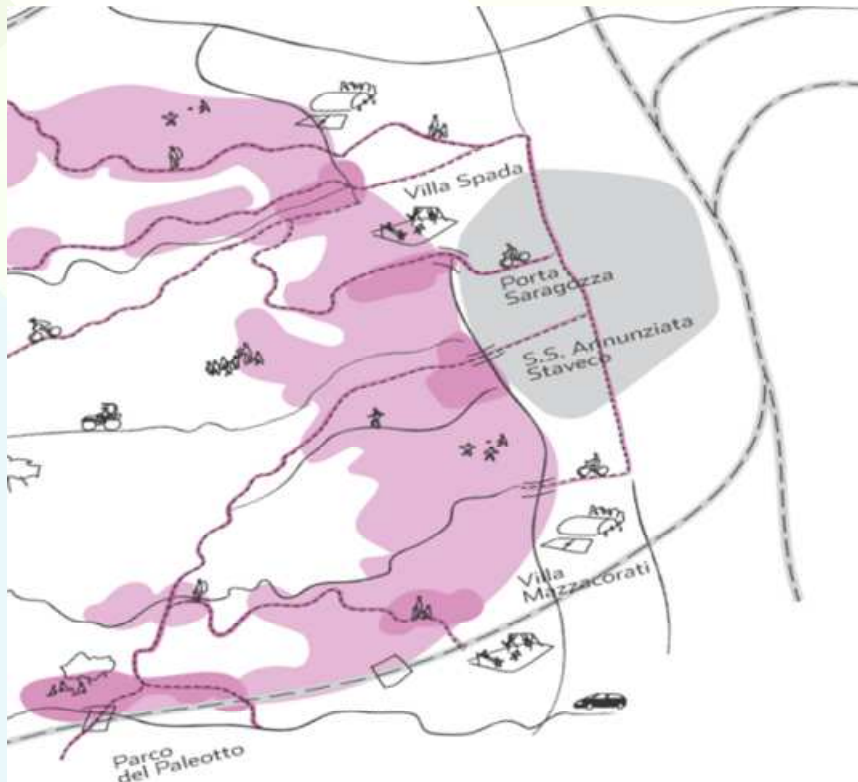 Villa Spada
Porta
Saragozza
S.S. Annunziata
Staveco
Villa
Mazzacorati
Parco
del Paleotto